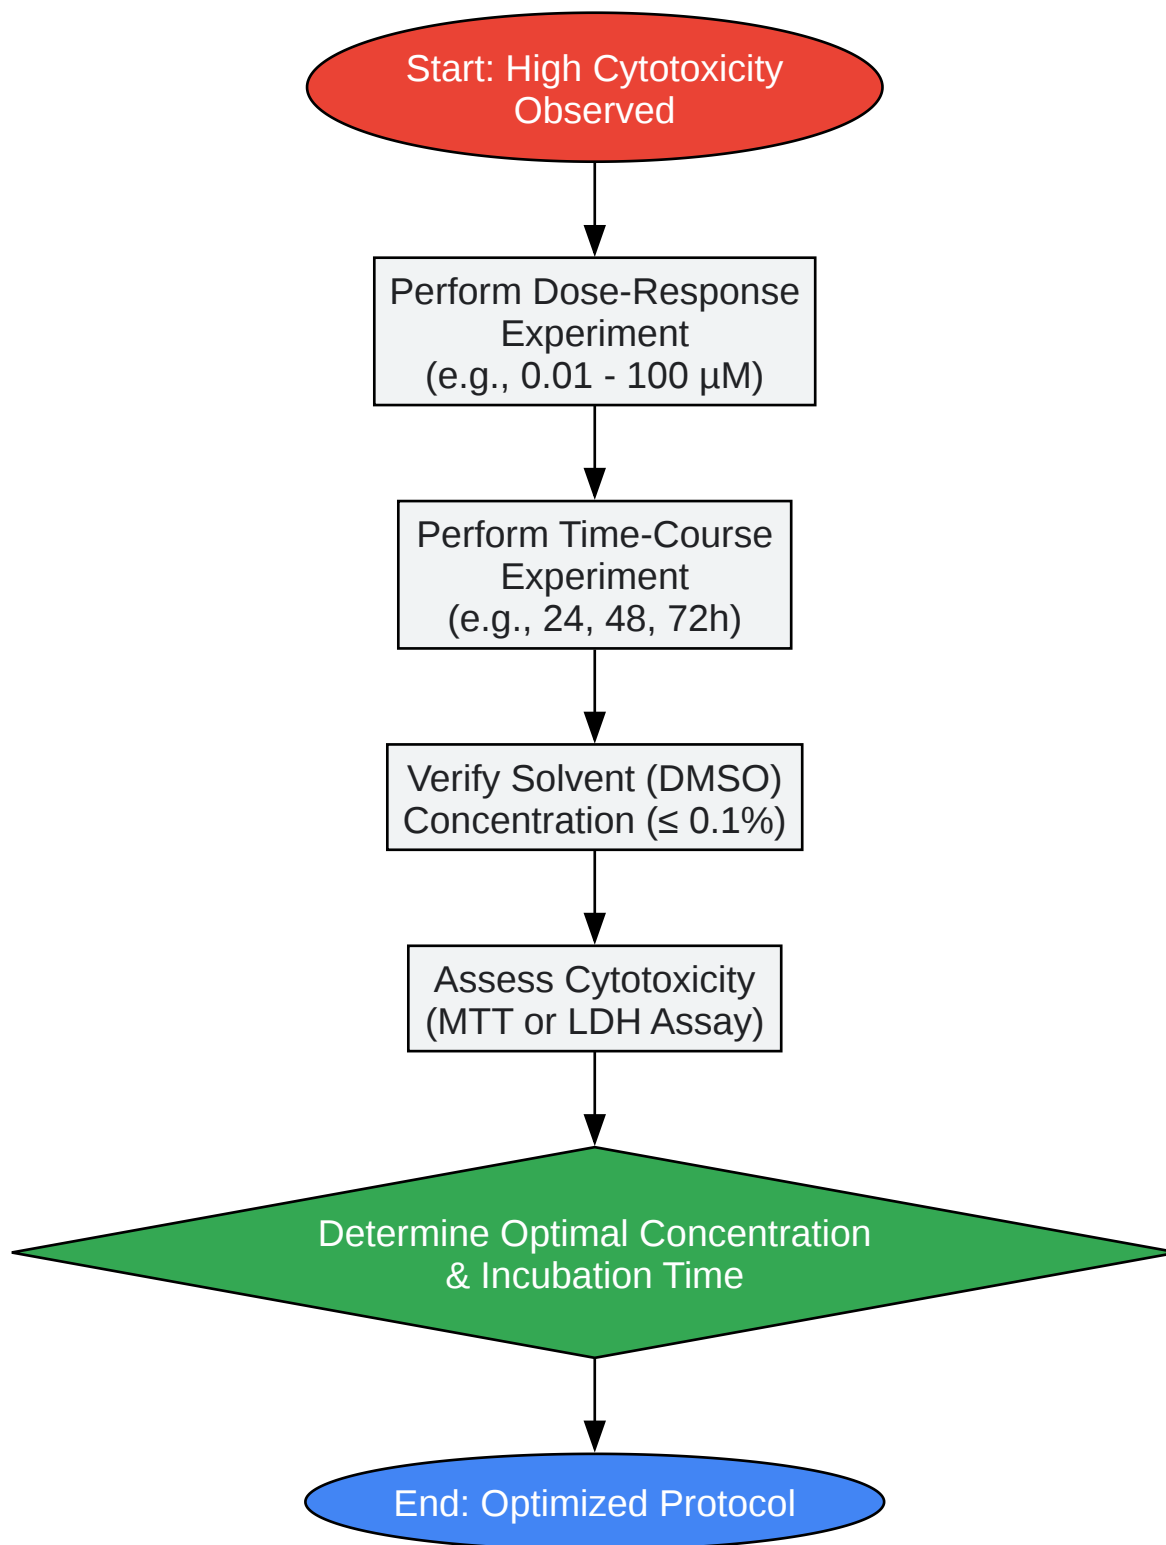 Start: High Cytotoxicity
Observed
Perform Dose-Response
Experiment
(e.g., 0.01 - 100 µM)
Perform Time-Course
Experiment
(e.g., 24, 48, 72h)
Verify Solvent (DMSO)
Concentration (≤ 0.1%)
Assess Cytotoxicity
(MTT or LDH Assay)
Determine Optimal Concentration
& Incubation Time
End: Optimized Protocol